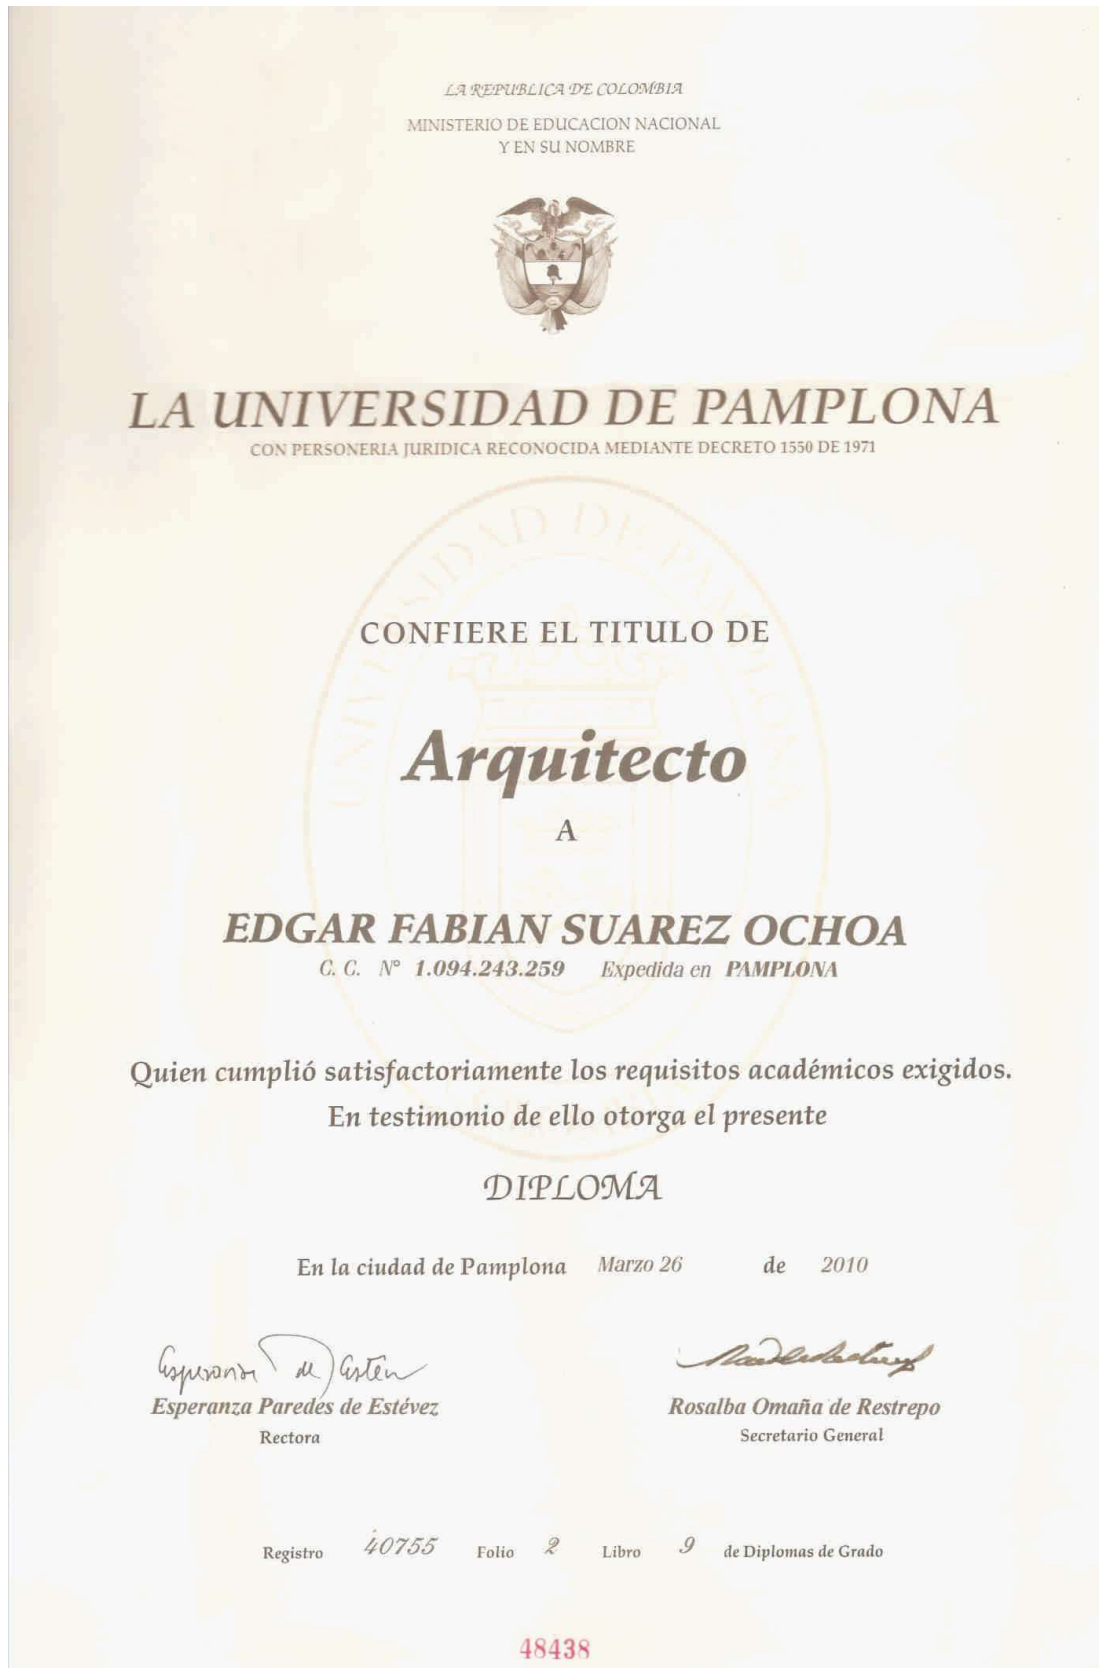 LA REPUBLICA DE COLOMBIA
MINISTERIO DE EDUCACION NACIONAL
Y EN SU NOMBRE
LA UNIVERSIDAD DE PAMPLONA
CON PERSONERIA JURIDICA RECONOCIDA MEDIANTE DECRETO 1550 DE 1971
UNIVERSIDAD DE PAMPLONA
CONFIERE EL TITULO DE
Arquitecto
A
EDGAR FABIAN SUAREZ OCHOA
C. C. Nº 1.094.243.259 Expedida en PAMPLONA
Quien cumplió satisfactoriamente los requisitos académicos exigidos.
En testimonio de ello otorga el presente
DIPLOMA
En la ciudad de Pamplona Marzo 26 de 2010
Esperanza Paredes de Estévez
Rectora
Rosalba Omaña de Restrepo
Secretario General
Registro 40755 Folio 2 Libro 9 de Diplomas de Grado
48438